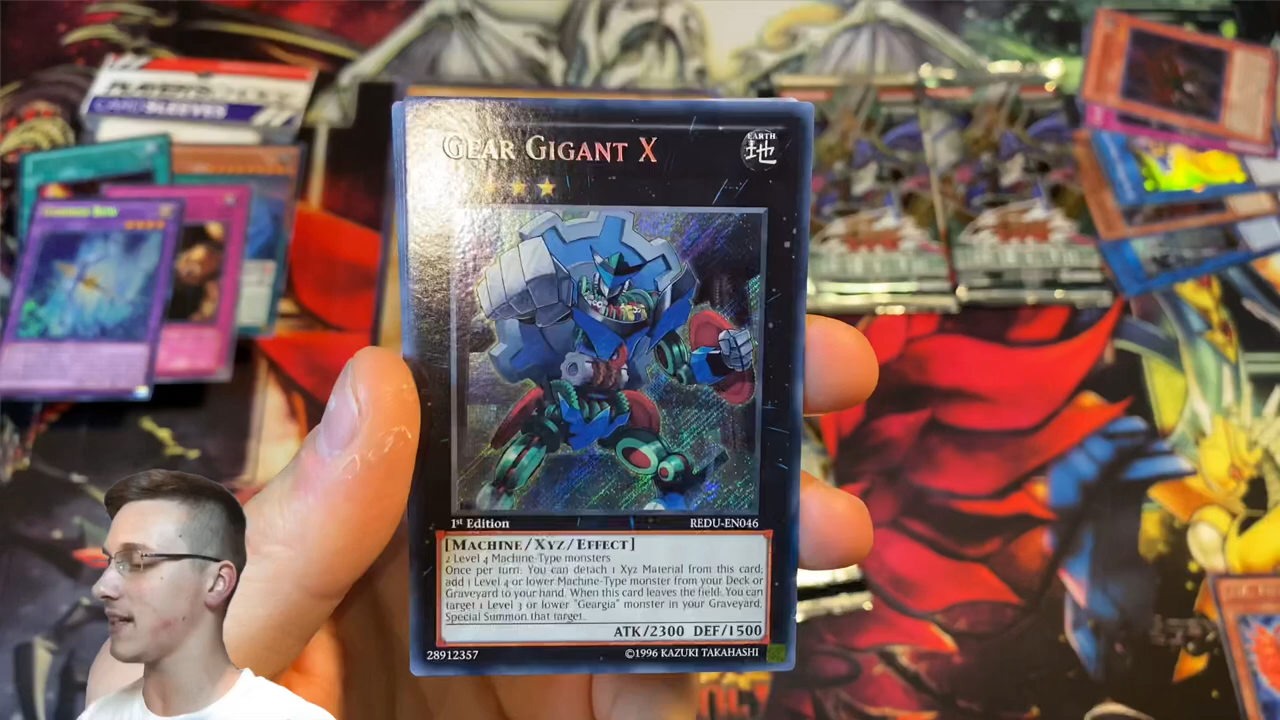 CARD SLEEVES
GEAR GIGANT X
EARTH
地
1st Edition
REDU-EN046
[MACHINE/XYZ/EFFECT]
2 Level 4 Machine-Type monsters
Once per turn: You can detach 1 Xyz Material from this card;
add 1 Level 4 or lower Machine-Type monster from your Deck or
Graveyard to your hand. When this card leaves the field: You can
target 1 Level 3 or lower "Geargia" monster in your Graveyard;
Special Summon that target.
ATK/2300 DEF/1500
28912357
©1996 KAZUKI TAKAHASHI